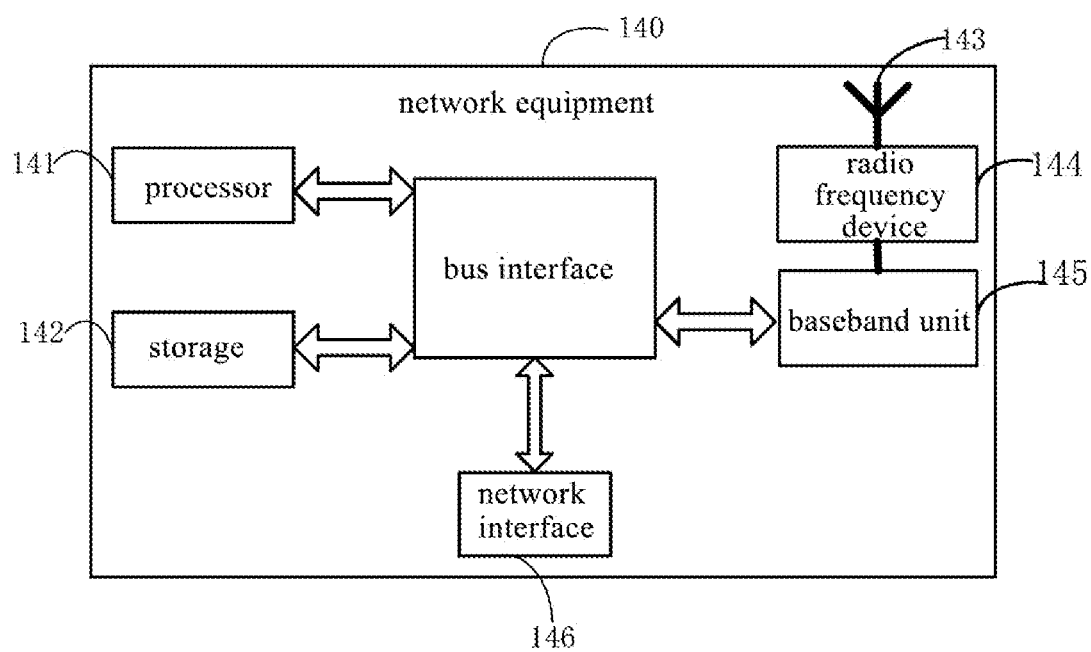 140
143
network equipment
141
processor
radio
frequency
device
144
bus interface
145
142
storage
baseband unit
network
interface
146